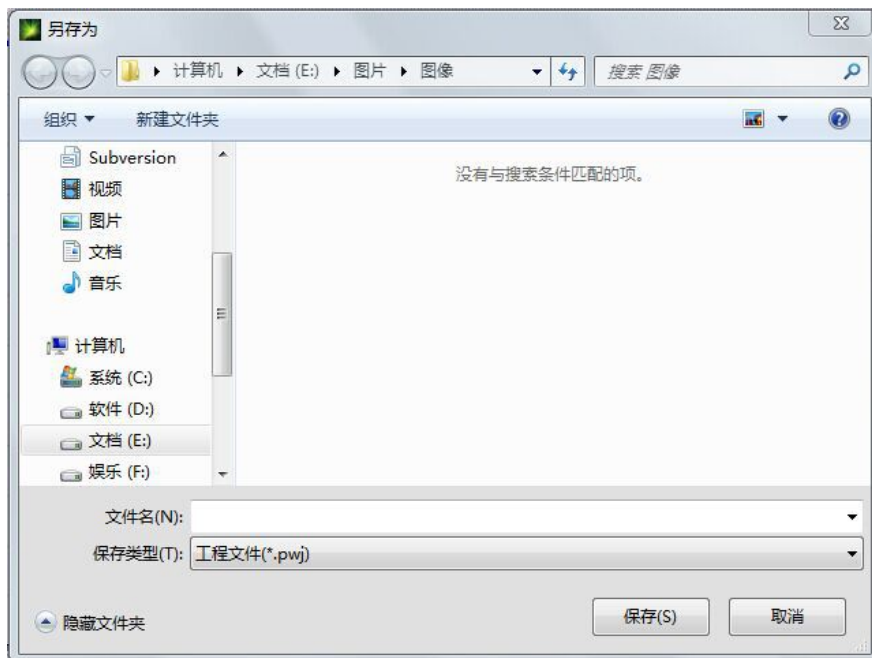 另存为
计算机 文档 (E:) 图片 图像 搜索 图像
组织 新建文件夹
Subversion
视频
图片
文档
音乐
计算机
系统 (C:)
软件 (D:)
文档 (E:)
娱乐 (F:)
没有与搜索条件匹配的项。
文件名(N):
保存类型(T): 工程文件(*.pwj)
隐藏文件夹 保存(S) 取消